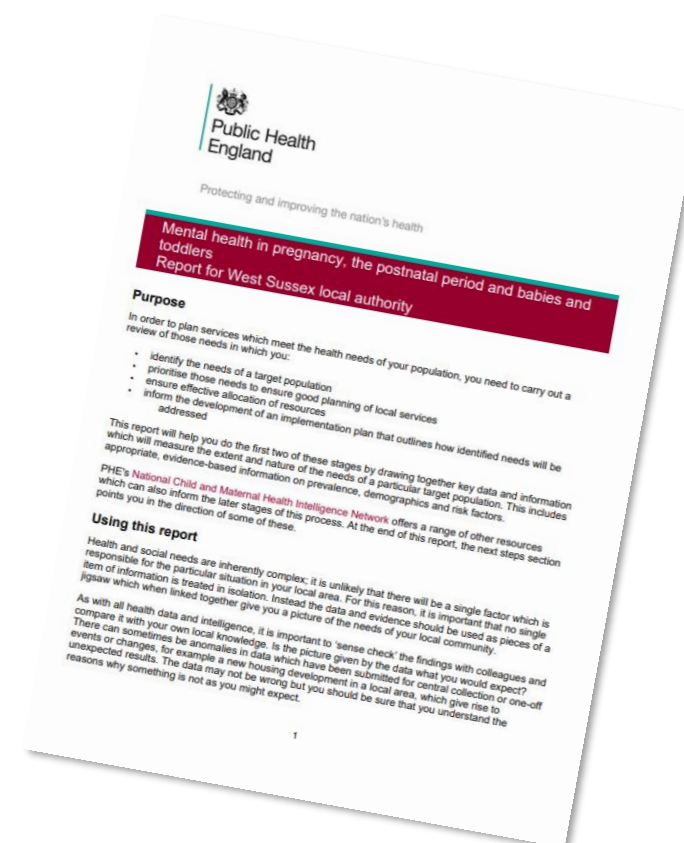 Public Health
England
Protecting and improving the nation's health
Mental health in pregnancy, the postnatal period and babies and
toddlers
Report for West Sussex local authority
Purpose
In order to plan services which meet the health needs of your population, you need to carry out a
review of those needs in which you:
• identify the needs of a target population
• prioritise those needs to ensure good planning of local services
• ensure effective allocation of resources
• inform the development of an implementation plan that outlines how identified needs will be
addressed
This report will help you do the first two of these stages by drawing together key data and information
which will measure the extent and nature of the needs of a particular target population. This includes
appropriate, evidence-based information on prevalence, demographics and risk factors.
PHE's National Child and Maternal Health Intelligence Network offers a range of other resources
which can also inform the later stages of this process. At the end of this report, the next steps section
points you in the direction of some of these.
Using this report
Health and social needs are inherently complex; it is unlikely that there will be a single factor which is
responsible for the particular situation in your local area. For this reason, it is important that no single
item of information is treated in isolation. Instead the data and evidence should be used as pieces of a
jigsaw which when linked together give you a picture of the needs of your local community.
As with all health data and intelligence, it is important to 'sense check' the findings with colleagues and
compare it with your own local knowledge. Is the picture given by the data what you would expect?
There can sometimes be anomalies in data which have been submitted for central collection or one-off
events or changes, for example a new housing development in a local area, which give rise to
unexpected results. The data may not be wrong but you should be sure that you understand the
reasons why something is not as you might expect.
1